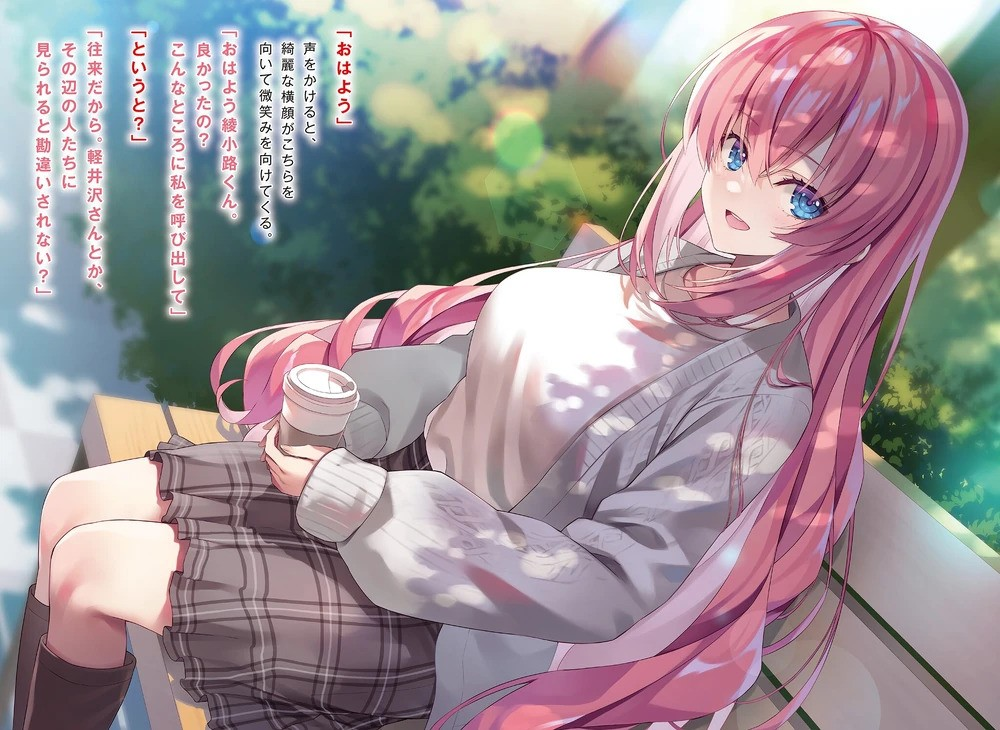 「おはよう」
声をかけると、
綺麗な横顔がこちらを
向いて微笑みを向けてくる。
「おはよう綾小路くん。
こんなところに私を呼び出して
良かったの?」
「というと?」
「往来だから。軽井沢さんとか、
その辺の人たちに
見られると勘違いされない?」